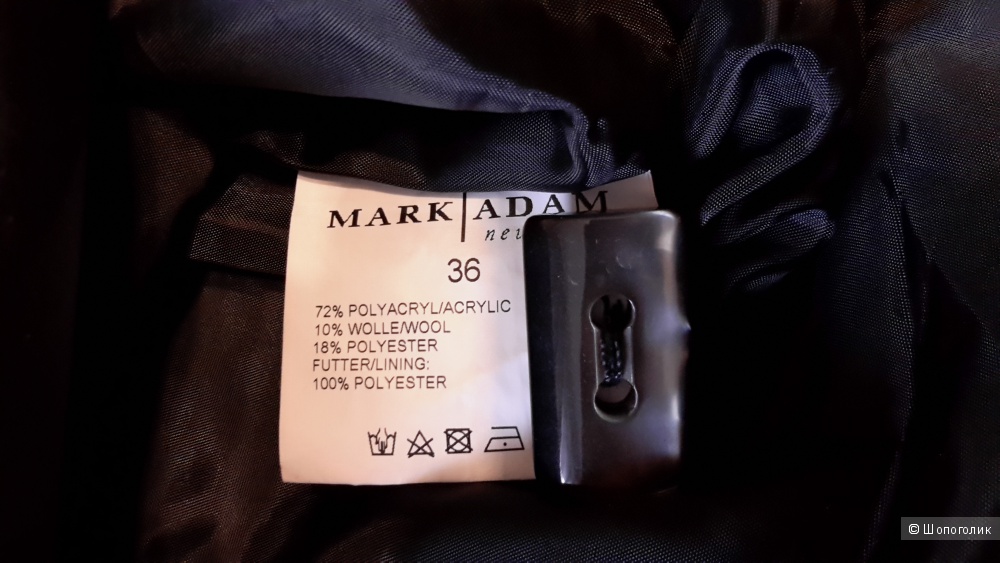 MARK ADAM
36
72% POLYACRYL/ACRYLIC
10% WOLLE/WOOL
18% POLYESTER
FUTTER/LINING:
100% POLYESTER
© Шопоголик